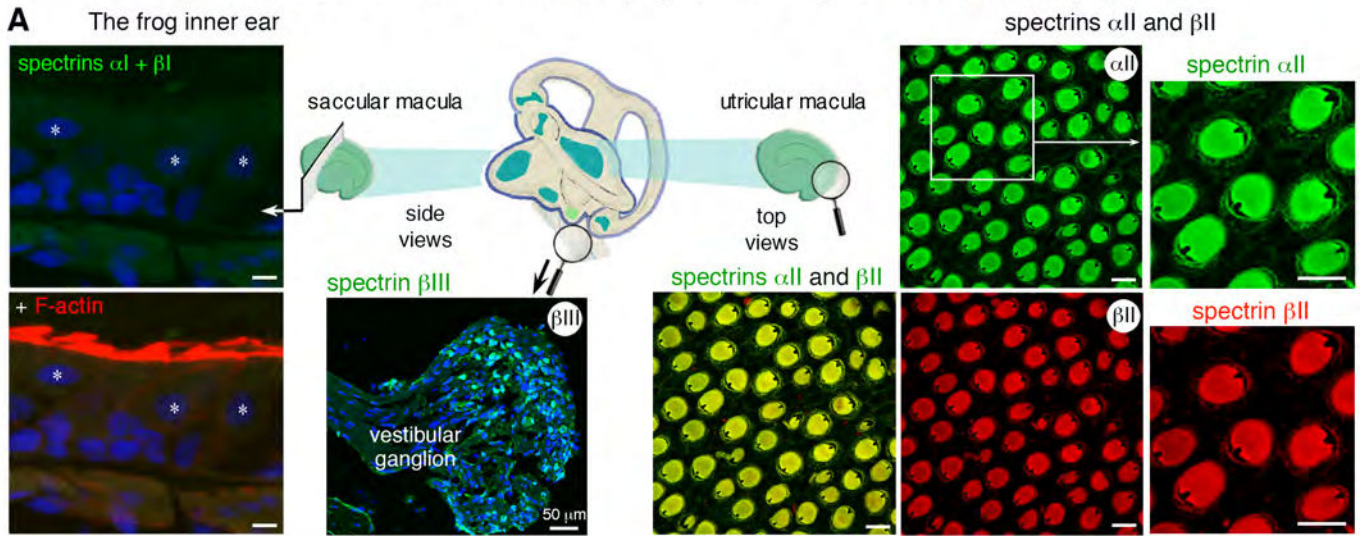 A
The frog inner ear
spectrins αII and βII
spectrins αI + βI
*
*
*
saccular macula
utricular macula
side
views
top
views
αII
spectrin αII
+ F-actin
*
*
*
spectrin βIII
βIII
vestibular
ganglion
50 μm
spectrins αII and βII
βII
spectrin βII